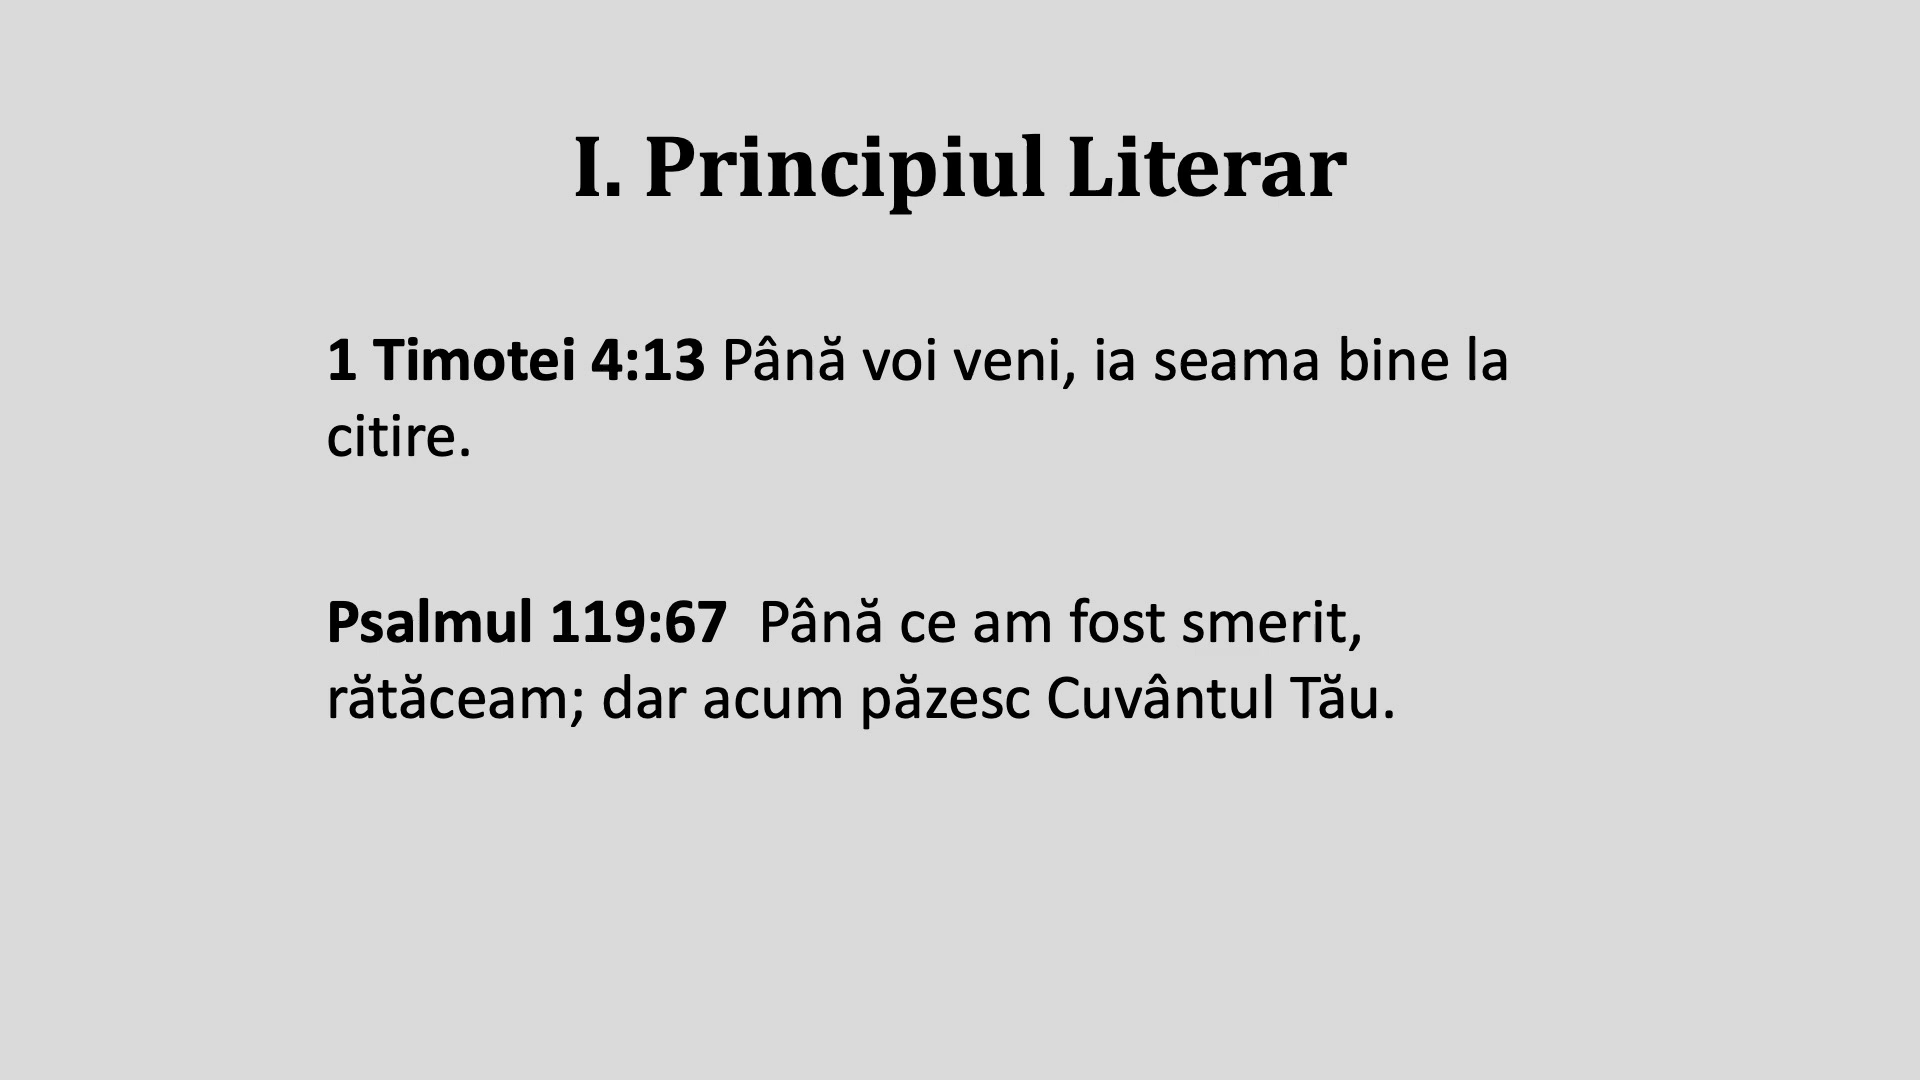 I. Principiul Literar
1 Timotei 4:13 Până voi veni, ia seama bine la
citire.
Psalmul 119:67  Până ce am fost smerit,
rătăceam; dar acum păzesc Cuvântul Tău.